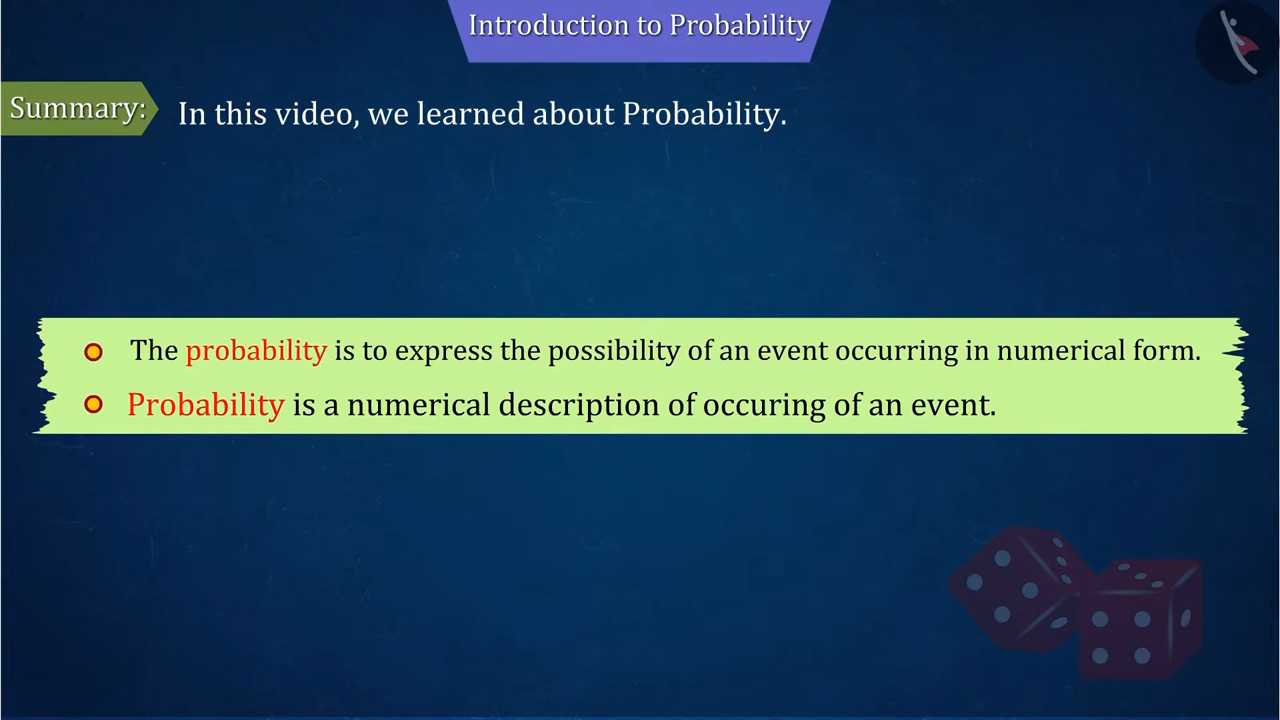 Introduction to Probability
Summary:
In this video, we learned about Probability.
The probability is to express the possibility of an event occurring in numerical form.
Probability is a numerical description of occuring of an event.